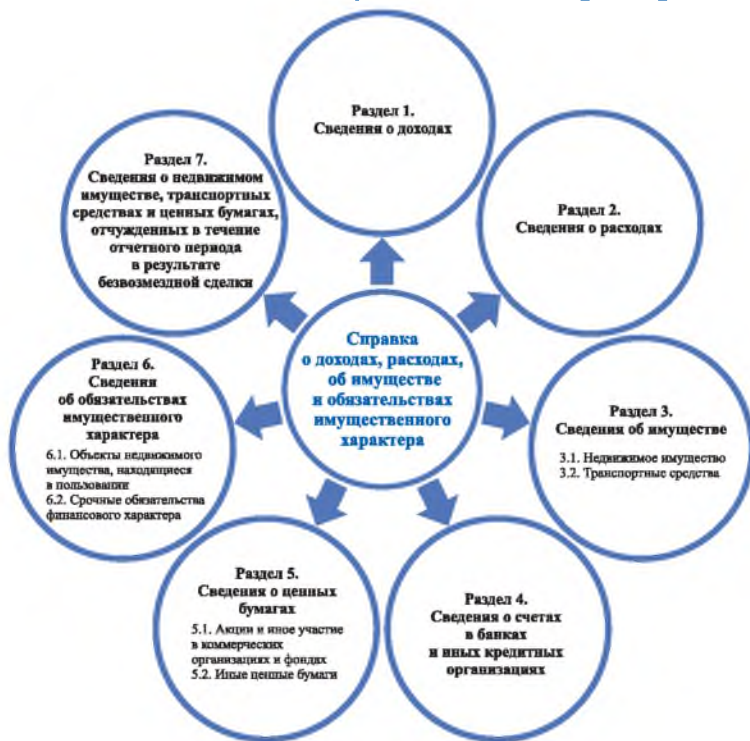 Раздел 1.
Сведения о доходах
Раздел 2.
Сведения о расходах
Раздел 3.
Сведения об имуществе
3.1. Недвижимое имущество
3.2. Транспортные средства
Раздел 4.
Сведения о счетах
в банках
и иных кредитных
организациях
Раздел 5.
Сведения о ценных
бумагах
5.1. Акции и иное участие
в коммерческих
организациях и фондах
5.2. Иные ценные бумаги
Раздел 6.
Сведения
об обязательствах
имущественного
характера
6.1. Объекты недвижимого
имущества, находящиеся
в пользовании
6.2. Срочные обязательства
финансового характера
Раздел 7.
Сведения о недвижимом
имуществе, транспортных
средствах и ценных бумагах,
отчужденных в течение
отчетного периода
в результате
безвозмездной сделки
Справка
о доходах, расходах,
об имуществе
и обязательствах
имущественного
характера